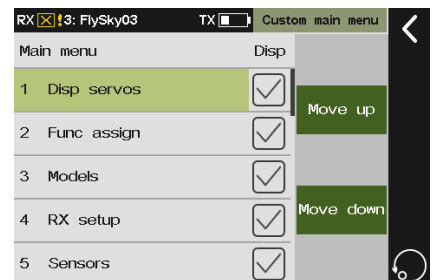 RX !3: FlySky03 TX Custom main menu
Main menu Disp
1 Disp servos
Move up
2 Func assign
3 Models
4 RX setup
Move down
5 Sensors